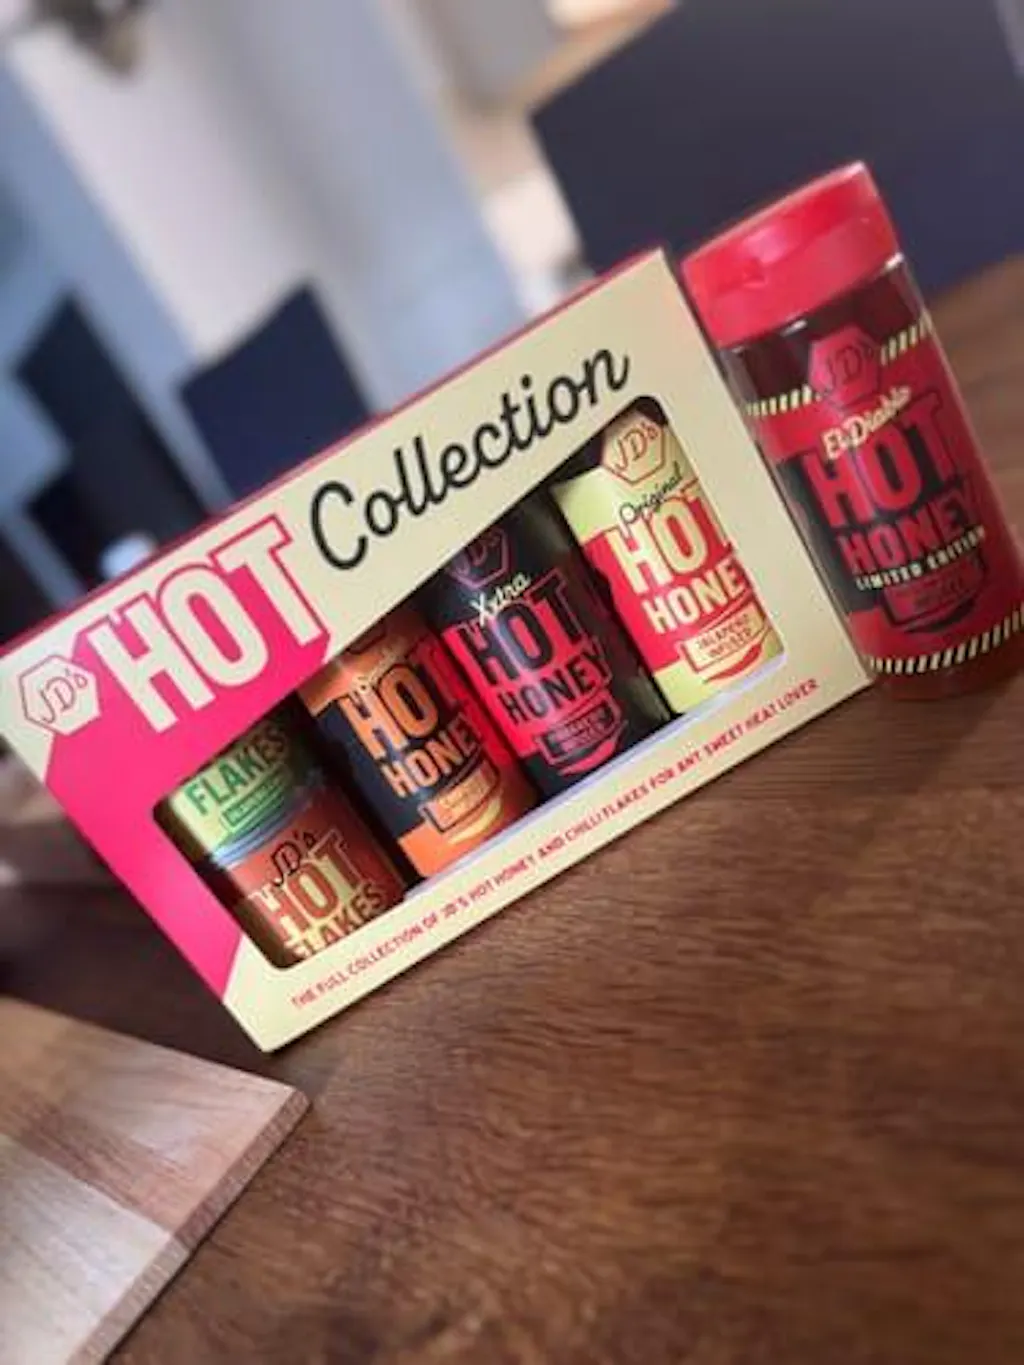 JD's
HOT Collection
FLAKES
JD's
HOT
FLAKES
HOT
HONEY
JD's
Xxtra
HOT
HONEY
JD's
Original
HOT
HONEY
JALAPEÑO
INFUSED
THE FULL COLLECTION OF JD'S HOT HONEY AND CHILLI FLAKES FOR ANY SWEET HEAT LOVER
JD's
El Diablo
HOT
HONEY
LIMITED EDITION